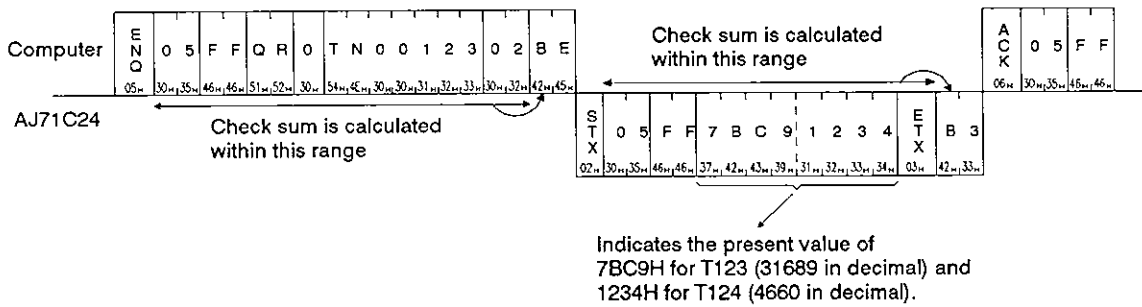 Computer
E N Q 0 5 F F Q R 0 T N 0 0 1 2 3 0 2 B E
05H 30H 35H 46H 46H 51H 52H 30H 54H 4E 30H 30H 31H 32H 33H 30H 32H 42H 45H
Check sum is calculated
within this range
A C K 0 5 F F
06H 30H 35H 46H 46H
AJ71C24
Check sum is calculated
within this range
S T X 0 5 F F 7 B C 9 1 2 3 4 E T X B 3
02H 30H 35H 46H 46H 37H 42H 43H 39H 31H 32H 33H 34H 03H 42H 33H
Indicates the present value of
7BC9H for T123 (31689 in decimal) and
1234H for T124 (4660 in decimal).